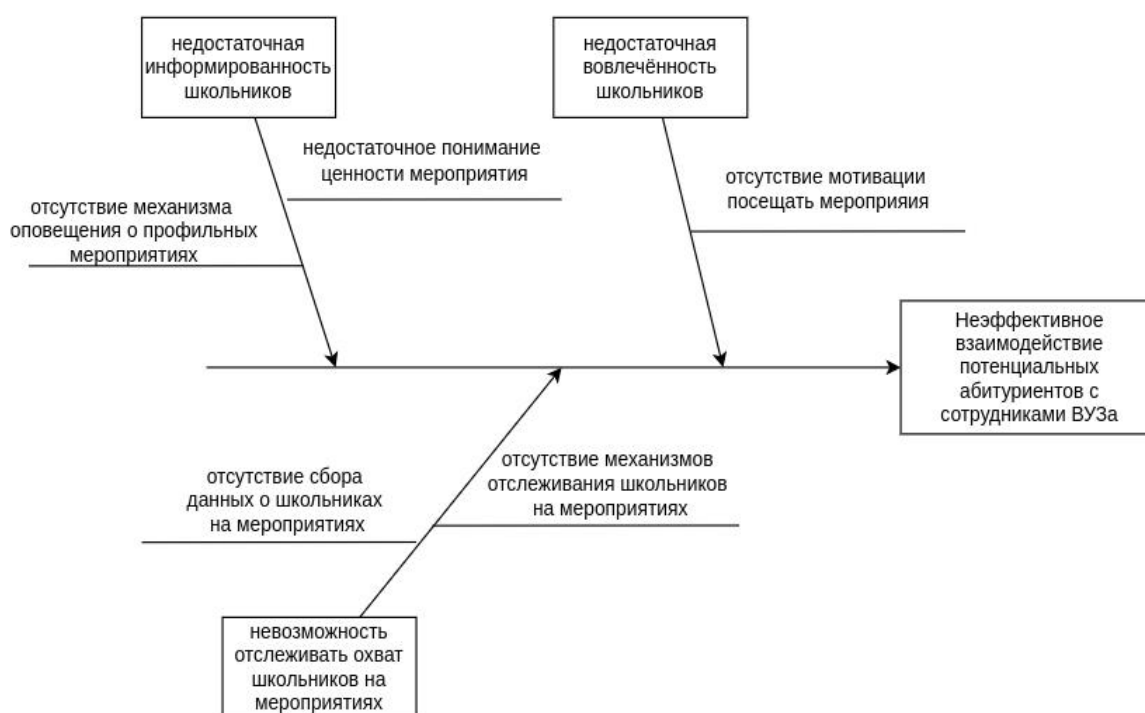 недостаточная
информированность
школьников
недостаточная
вовлечённость
школьников
недостаточное понимание
ценности мероприятия
отсутствие мотивации
посещать мероприяия
отсутствие механизма
оповещения о профильных
мероприятиях
Неэффективное
взаимодействие
потенциальных
абитуриентов с
сотрудниками ВУЗа
отсутствие сбора
данных о школьниках
на мероприятиях
отсутствие механизмов
отслеживания школьников
на мероприятиях
невозможность
отслеживать охват
школьников на
мероприятиях